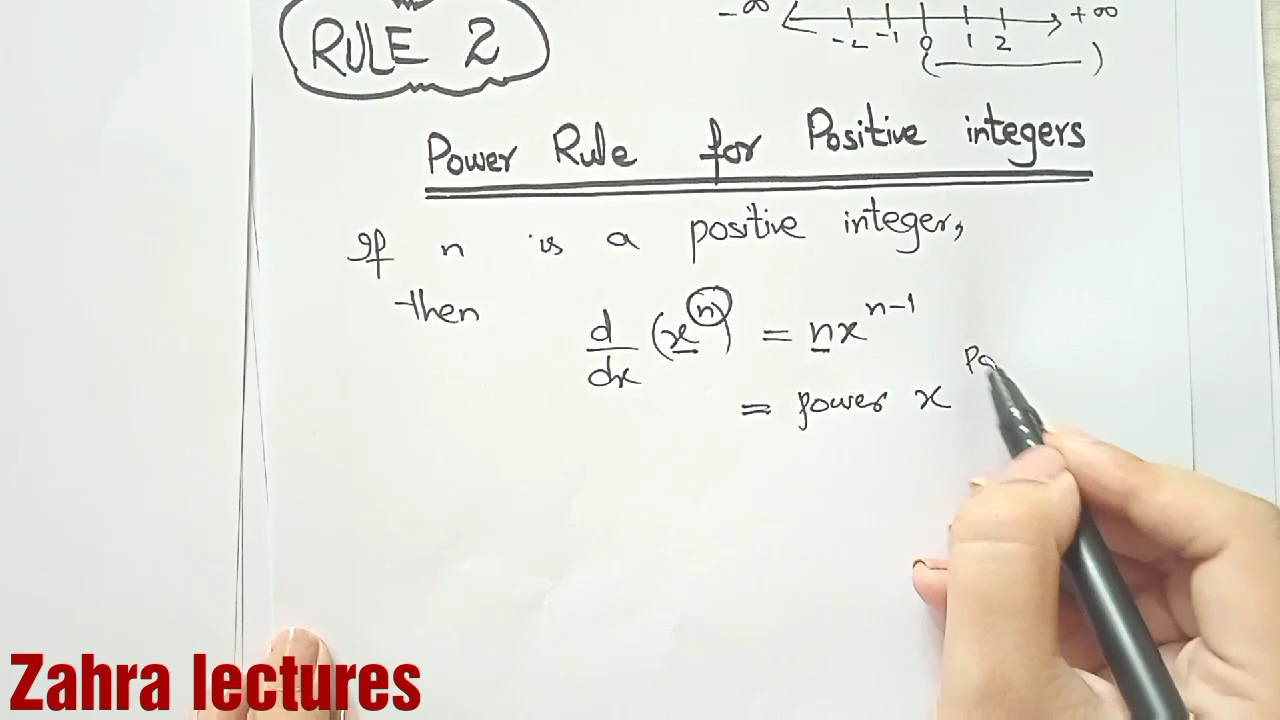 -∞ -2 -1 0 1 2 +∞
( )
RULE 2
Power Rule for Positive integers
If n is a positive integer,
then d/dx (x^n) = nx^{n-1}
= power x^{Po
Zahra lectures